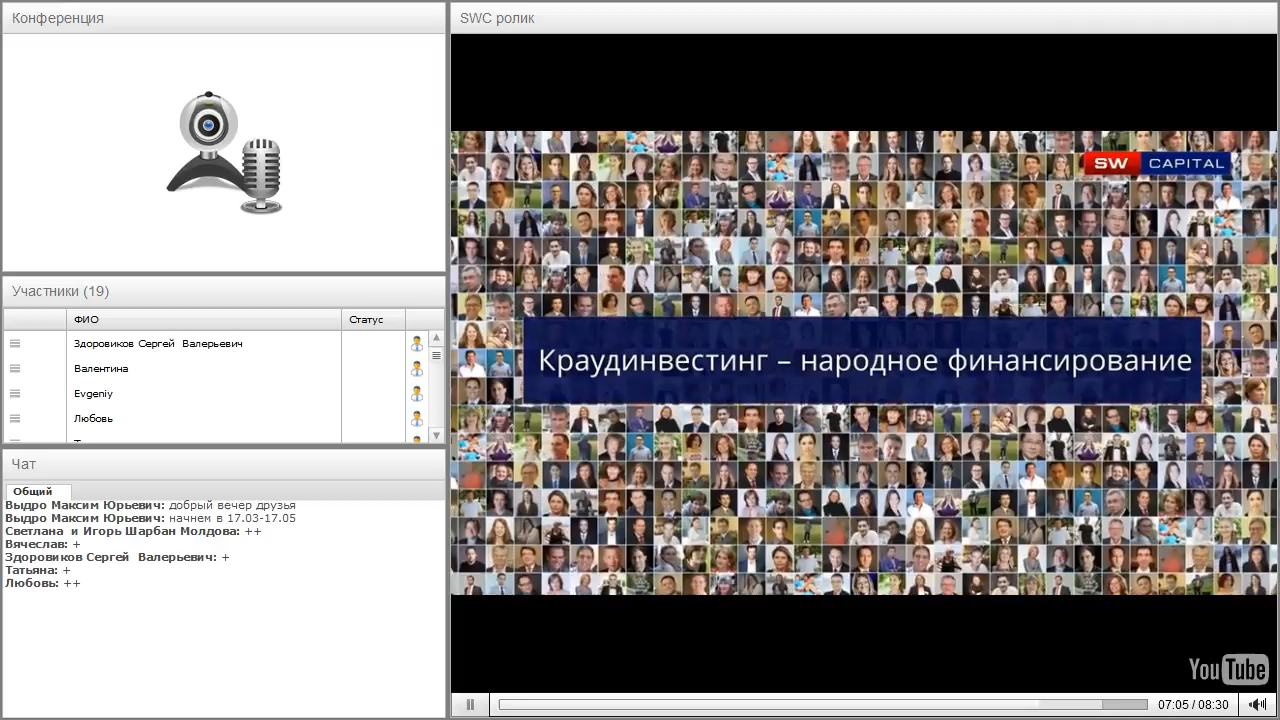 Конференция
SWC ролик
SW CAPITAL
Краудинвестинг – народное финансирование
YouTube
07:05 / 08:30
Участники (19)
ФИО Статус
Здоровиков Сергей Валерьевич
Валентина
Evgeniy
Любовь
Чат
Общий
Выдро Максим Юрьевич: добрый вечер друзья
Выдро Максим Юрьевич: начнем в 17.03-17.05
Светлана и Игорь Шарбан Молдова: ++
Вячеслав: +
Здоровиков Сергей Валерьевич: +
Татьяна: +
Любовь: ++